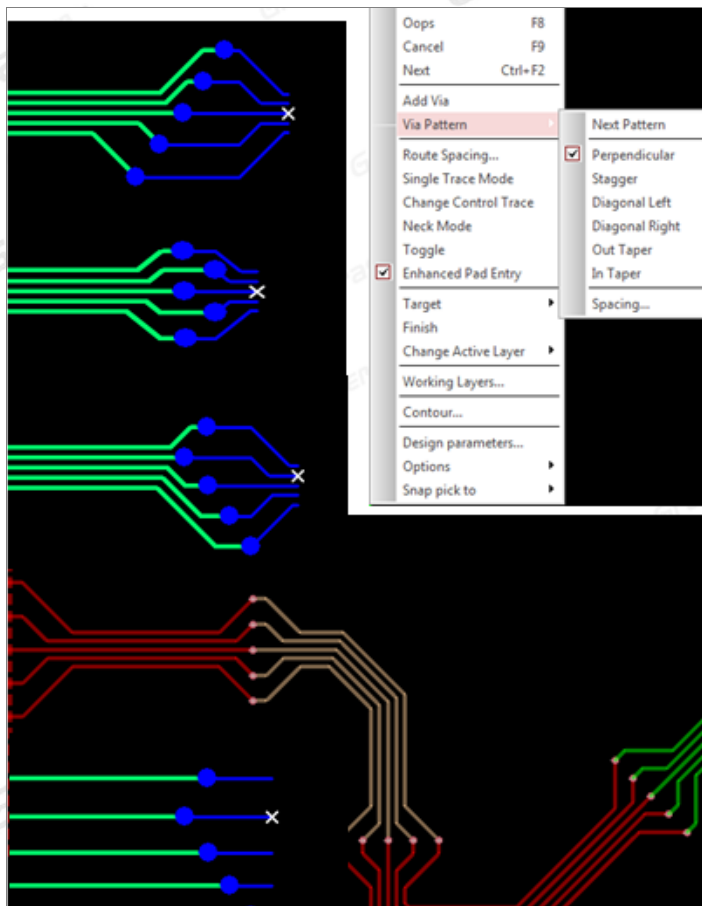 Oops F8
Cancel F9
Next Ctrl+F2
Add Via
Via Pattern
Next Pattern
Route Spacing...
Perpendicular
Single Trace Mode
Stagger
Change Control Trace
Diagonal Left
Neck Mode
Diagonal Right
Toggle
Out Taper
Enhanced Pad Entry
In Taper
Target
Spacing...
Finish
Change Active Layer
Working Layers...
Contour...
Design parameters...
Options
Snap pick to